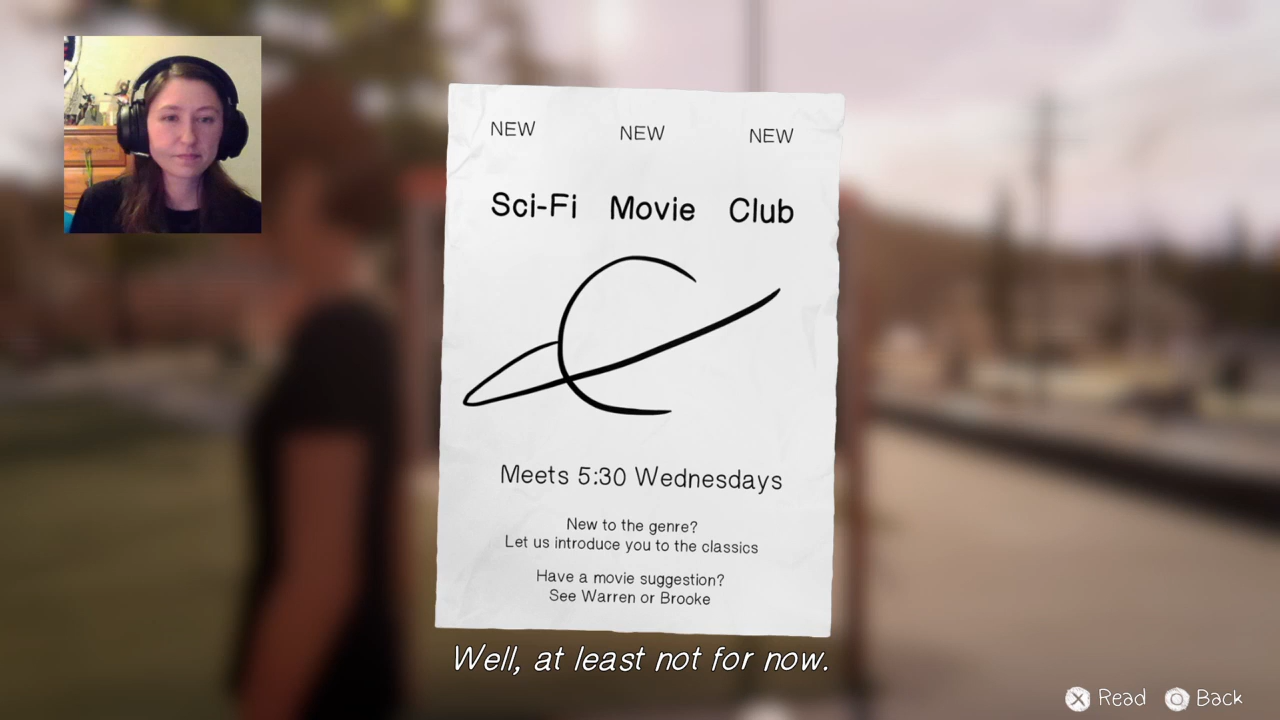 NEW NEW NEW
Sci-Fi Movie Club
Meets 5:30 Wednesdays
New to the genre?
Let us introduce you to the classics
Have a movie suggestion?
See Warren or Brooke
Well, at least not for now.
Read Back